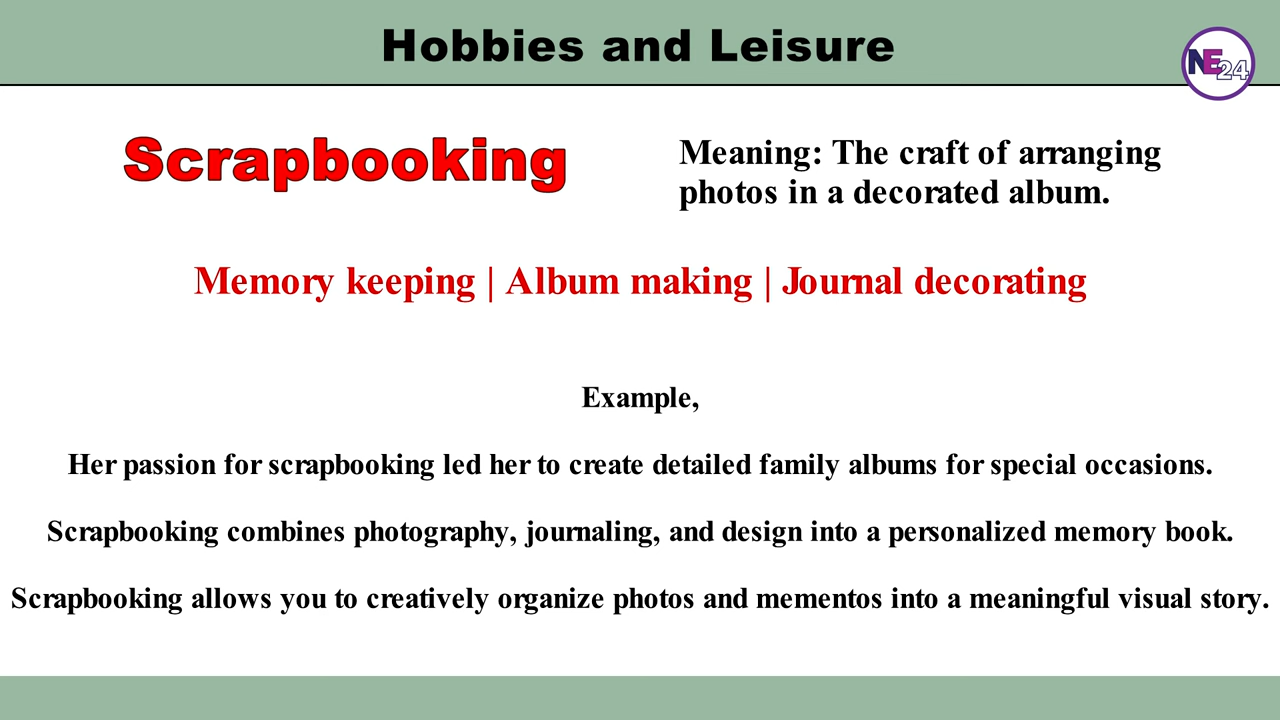 Hobbies and Leisure
NE24
Scrapbooking
Meaning: The craft of arranging
photos in a decorated album.
Memory keeping | Album making | Journal decorating
Example,
Her passion for scrapbooking led her to create detailed family albums for special occasions.
Scrapbooking combines photography, journaling, and design into a personalized memory book.
Scrapbooking allows you to creatively organize photos and mementos into a meaningful visual story.